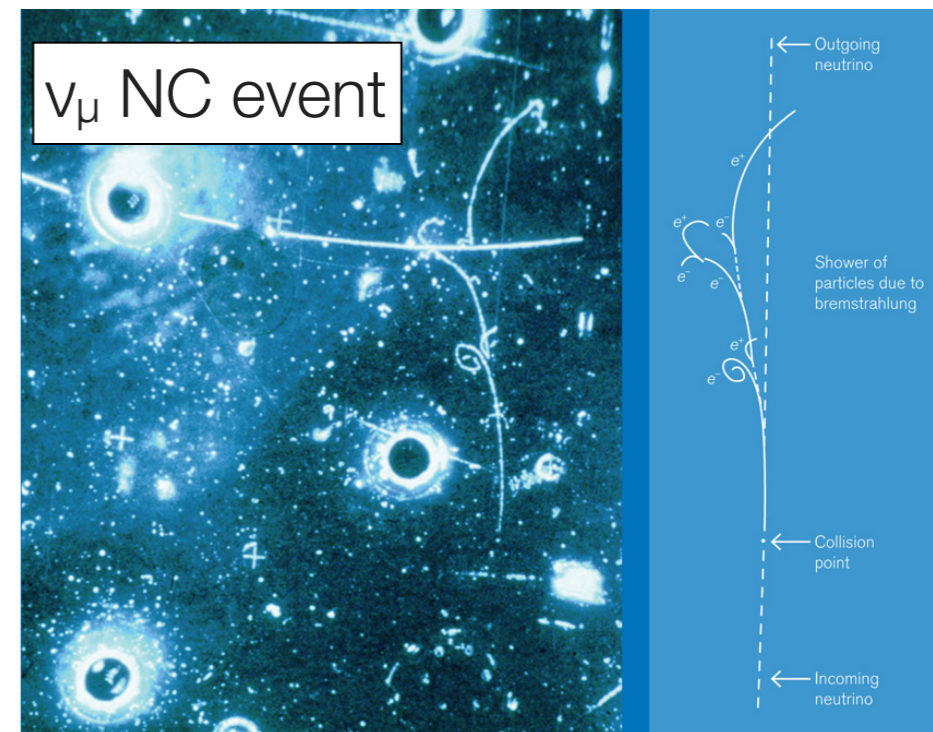 νμ NC event
Outgoing
neutrino
e⁺
e⁺
e⁻
e⁻
e⁻
Shower of
particles due to
bremstrahlung
e⁺
e⁻
Collision
point
Incoming
neutrino